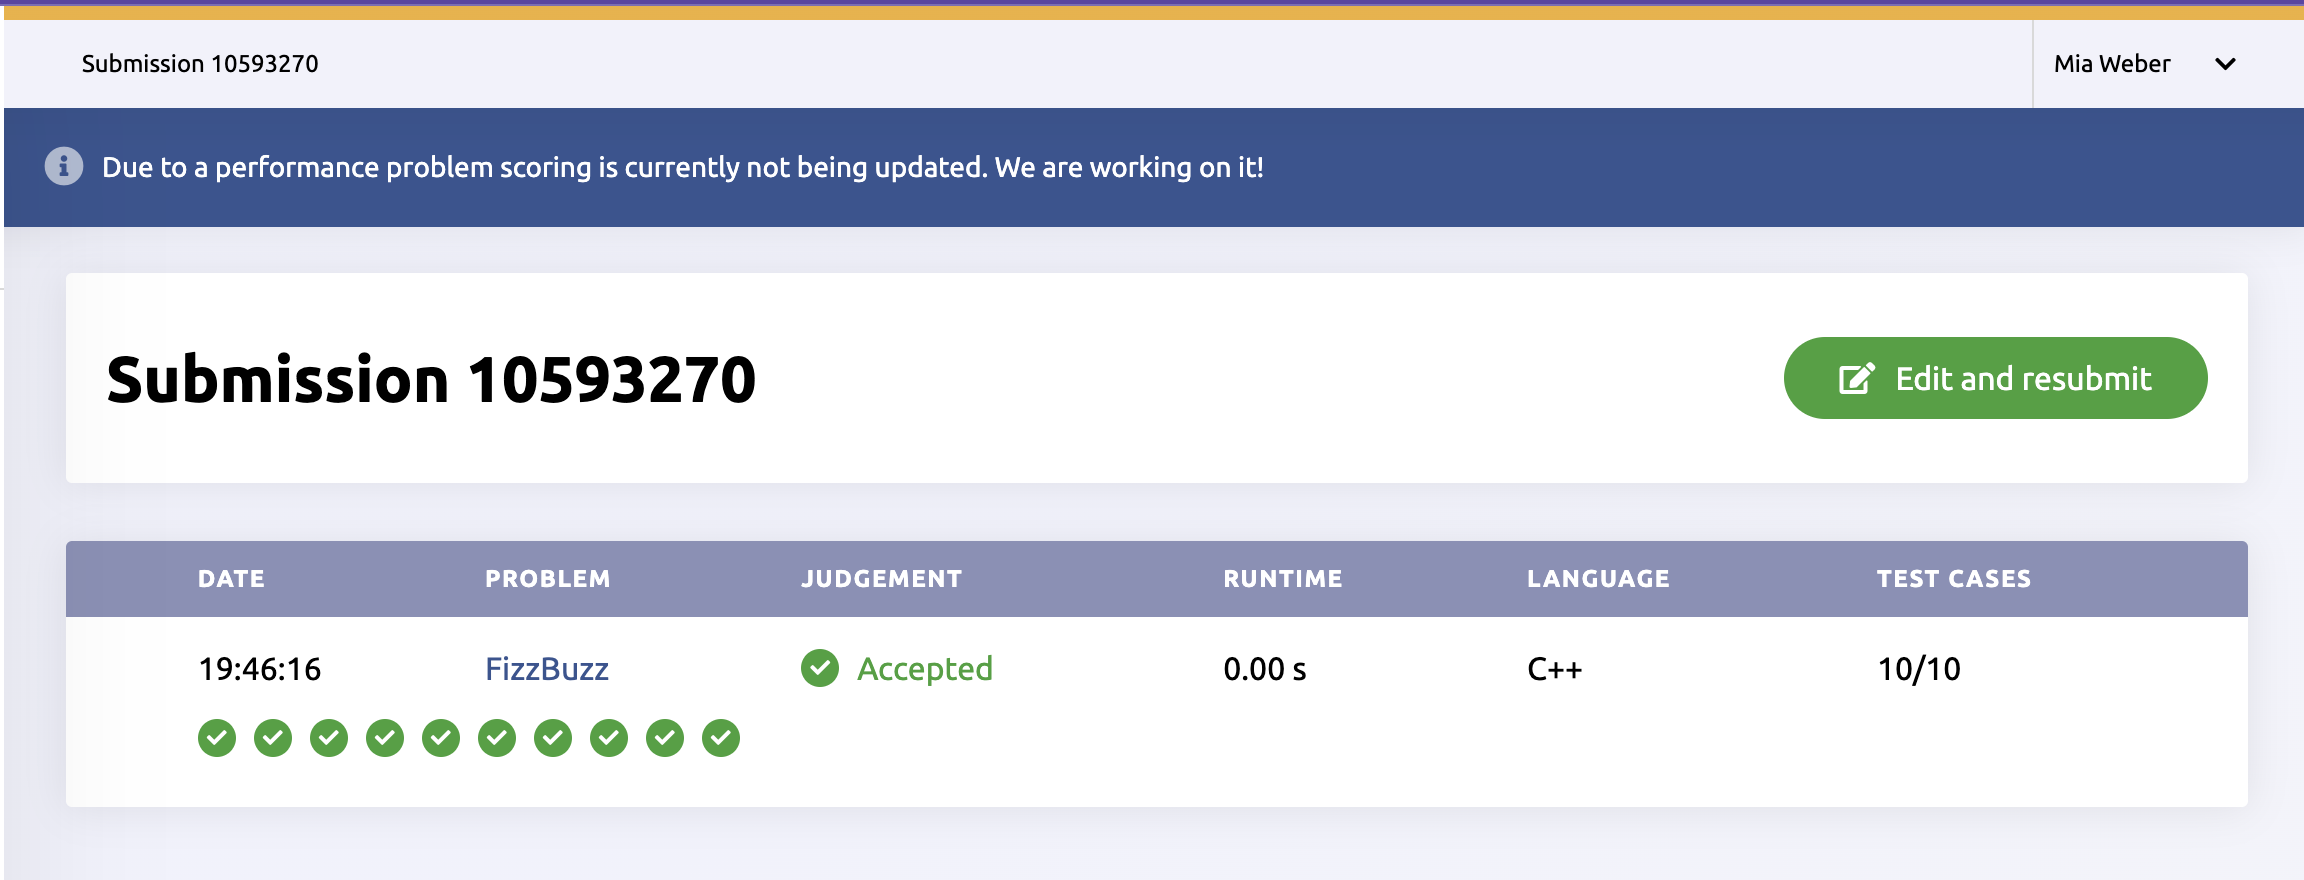 Submission 10593270
Mia Weber
Due to a performance problem scoring is currently not being updated. We are working on it!
Submission 10593270
Edit and resubmit
DATE PROBLEM JUDGEMENT RUNTIME LANGUAGE TEST CASES
19:46:16 FizzBuzz Accepted 0.00 s C++ 10/10